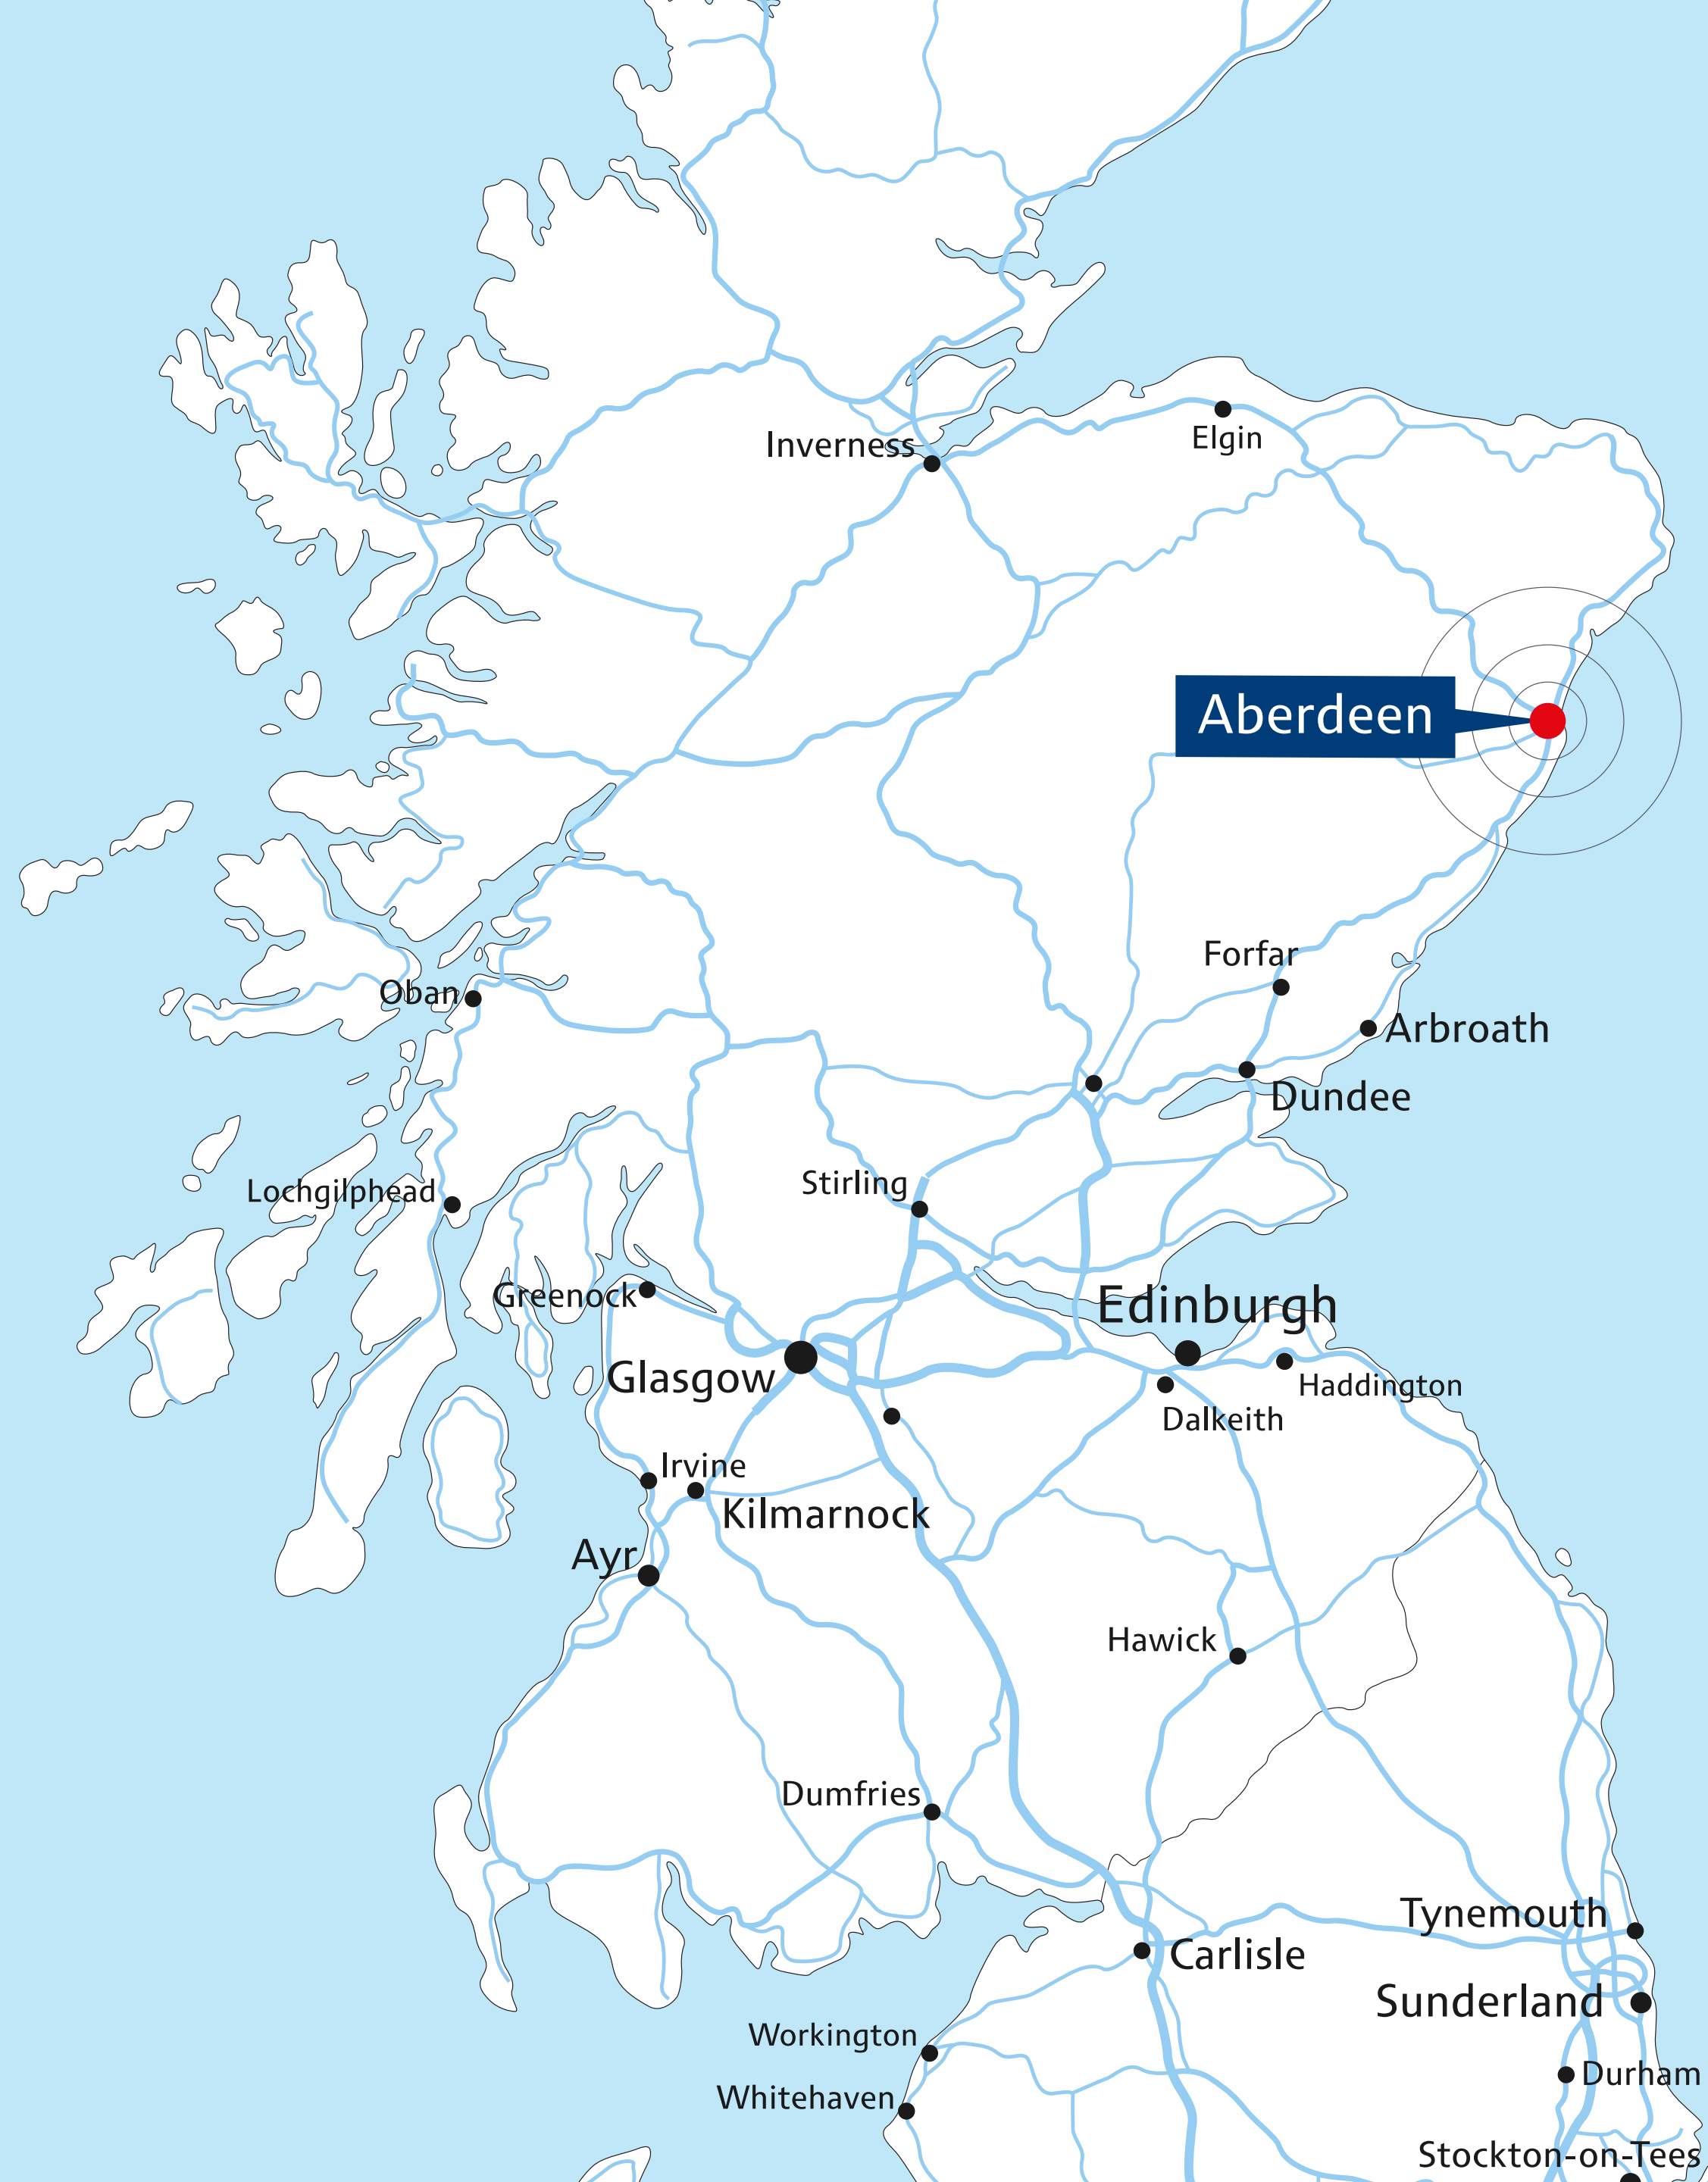 Elgin
Inverness
Aberdeen
Forfar
Oban
Arbroath
Dundee
Stirling
Lochgilphead
Greenock
Edinburgh
Glasgow
Haddington
Dalkeith
Irvine
Kilmarnock
Ayr
Hawick
Dumfries
Tynemouth
Carlisle
Sunderland
Workington
Durham
Whitehaven
Stockton-on-Tees